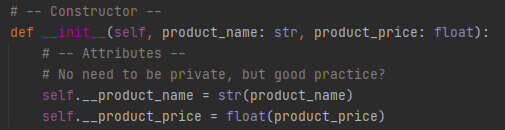 # -- Constructor --
def __init__(self, product_name: str, product_price: float):
# -- Attributes --
# No need to be private, but good practice?
self.__product_name = str(product_name)
self.__product_price = float(product_price)